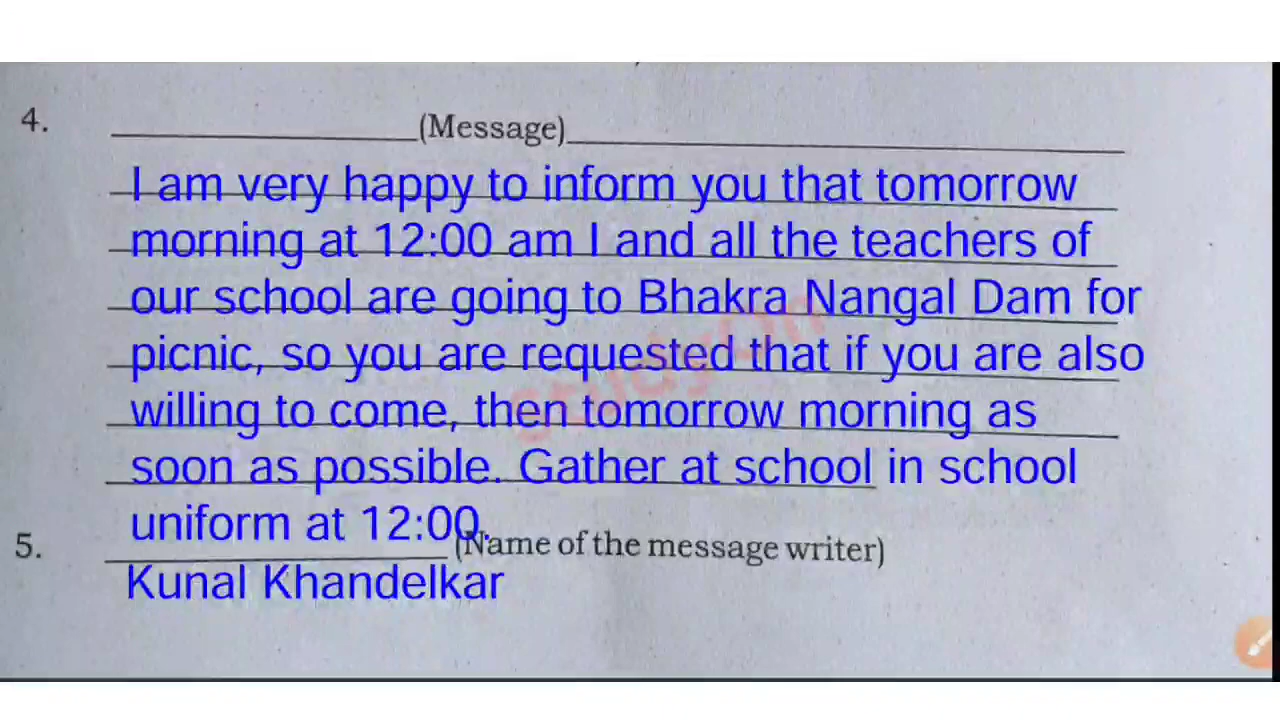 4. (Message)
I am very happy to inform you that tomorrow
morning at 12:00 am I and all the teachers of
our school are going to Bhakra Nangal Dam for
picnic, so you are requested that if you are also
willing to come, then tomorrow morning as
soon as possible. Gather at school in school
uniform at 12:00.
5. (Name of the message writer)
Kunal Khandelkar